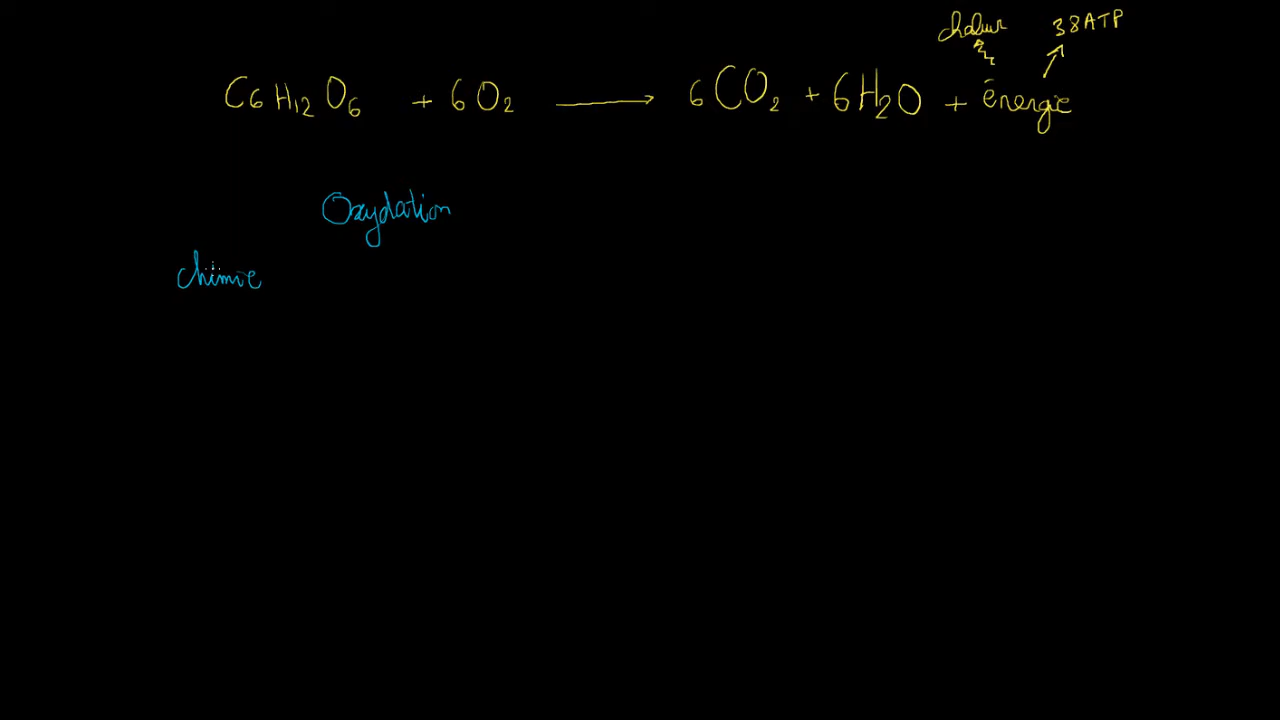 chaleur 38ATP
C6H12O6 + 6O2 → 6CO2 + 6H2O + énergie
Oxydation
chimie